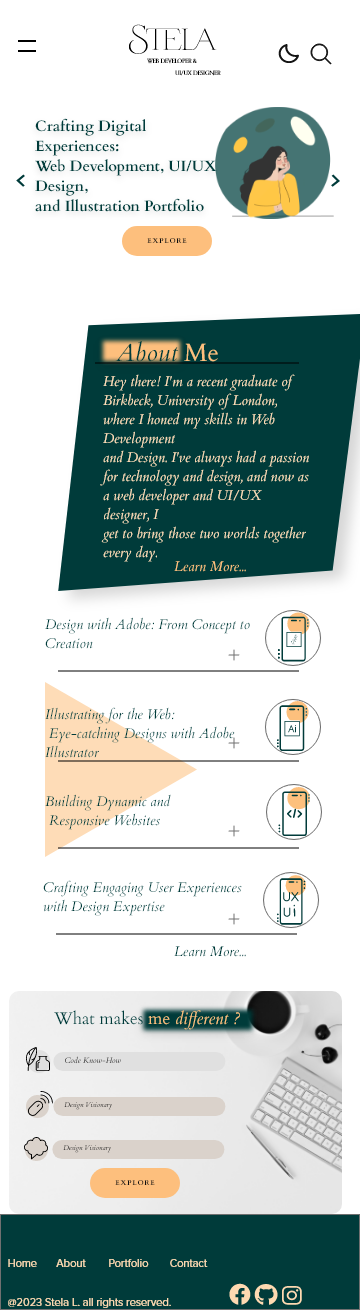 STELA
WEB DEVELOPER &
UI/UX DESIGNER
Crafting Digital
Experiences:
Web Development, UI/UX
Design,
and Illustration Portfolio
EXPLORE
About Me
Hey there! I'm a recent graduate of
Birkbeck, University of London,
where I honed my skills in Web
Development
and Design. I've always had a passion
for technology and design, and now as
a web developer and UI/UX
designer, I
get to bring those two worlds together
every day.
Learn More...
Design with Adobe: From Concept to
Creation
Illustrating for the Web:
Eye-catching Designs with Adobe
Illustrator
Ai
Building Dynamic and
Responsive Websites
</>
Crafting Engaging User Experiences
with Design Expertise
UX
Ui
Learn More...
What makes me different ?
Code Know-How
Design Visionary
Design Visionary
EXPLORE
Home About Portfolio Contact
@2023 Stela L. all rights reserved.